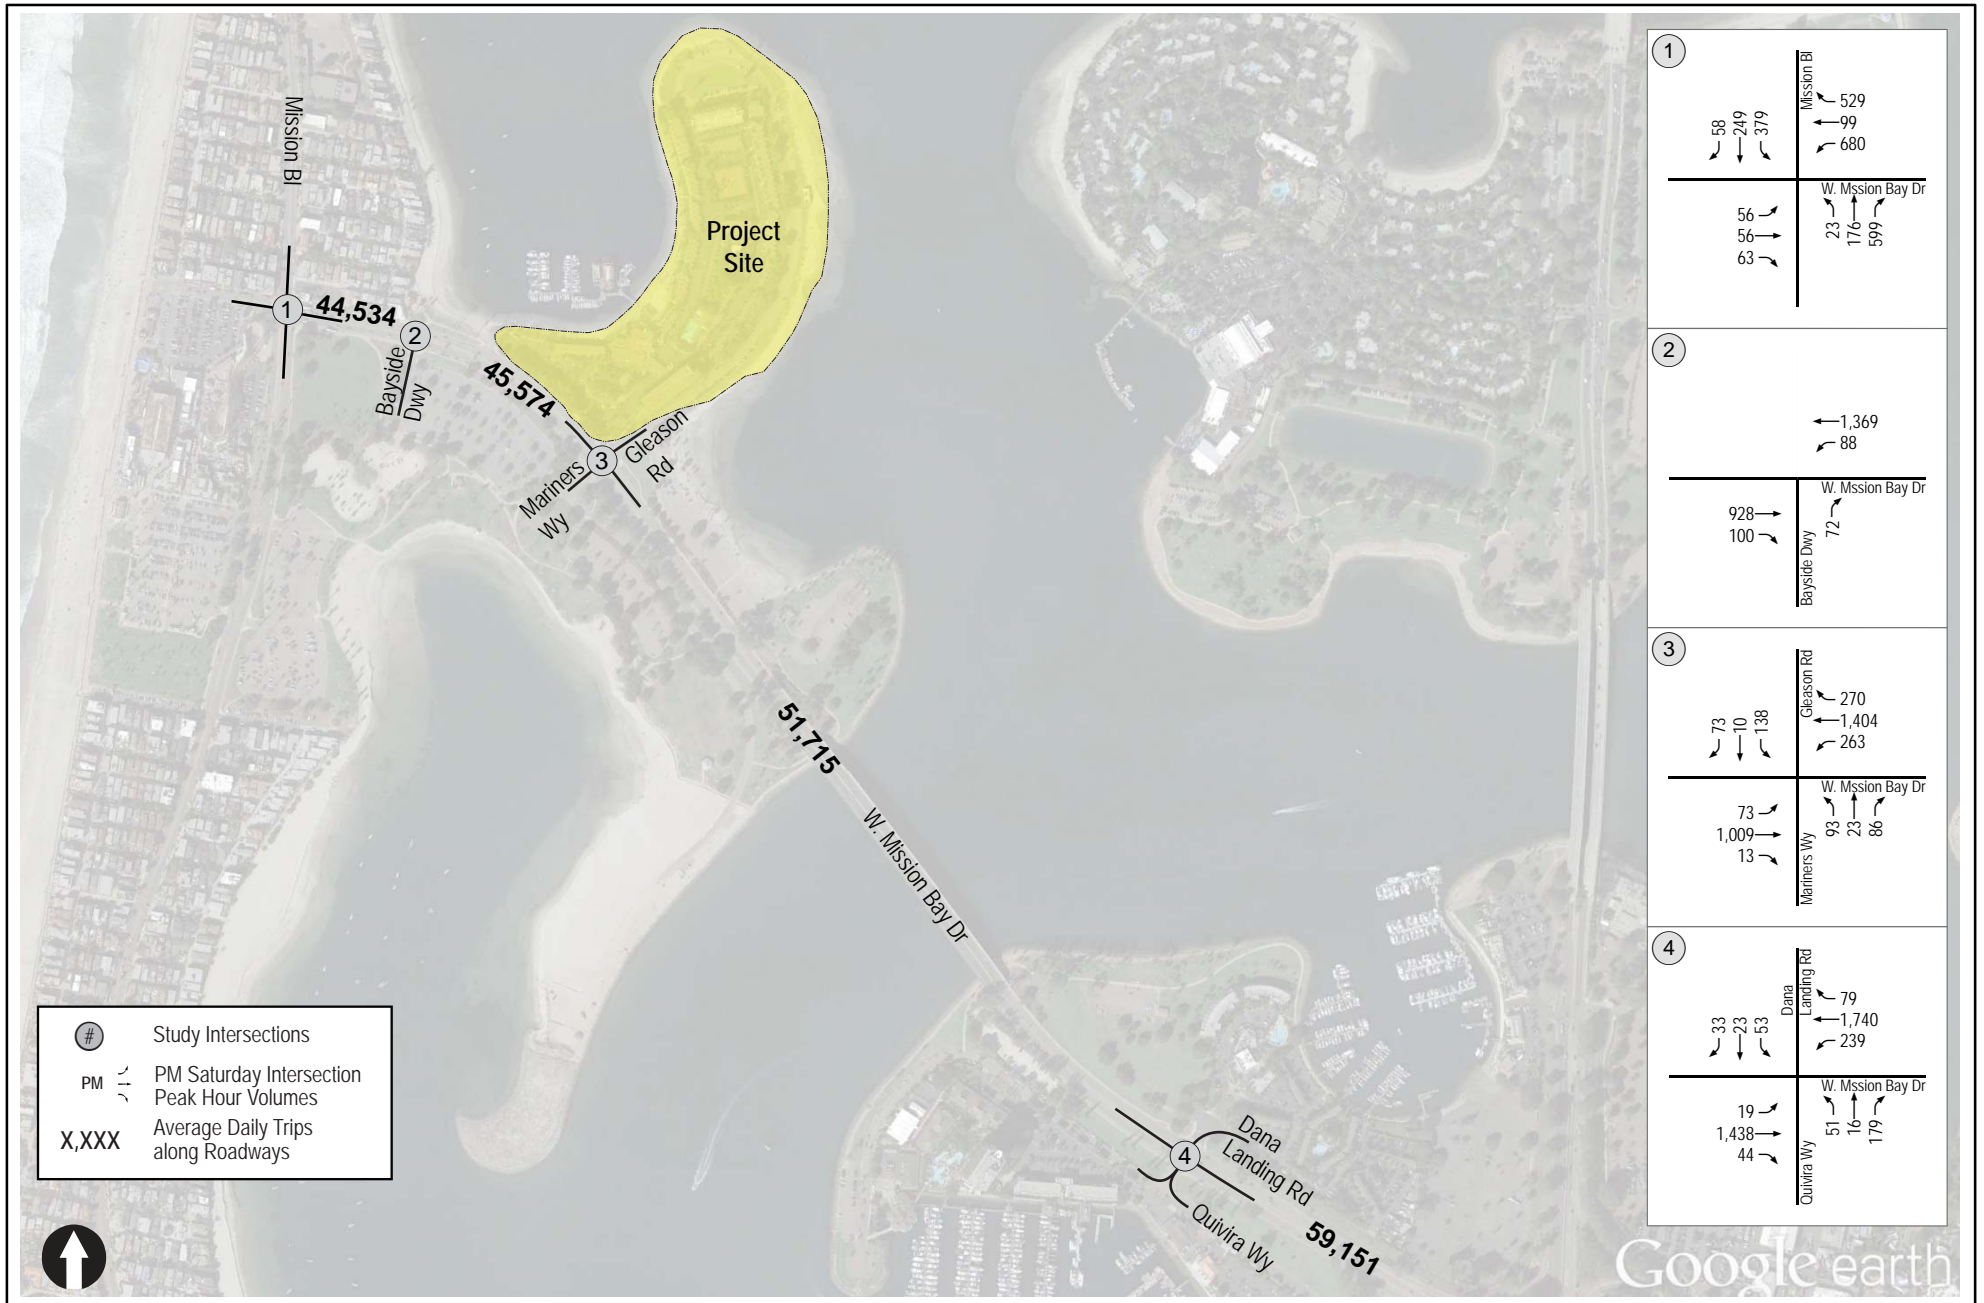 Mission Bl
Project
Site
1
44,534
2
Bayside
Dwy
45,574
3
Mariners
Wy
Gleason
Rd
51,715
W. Mission Bay Dr
4
Dana
Landing Rd
Quivira Wy
59,151
#
Study Intersections
PM
PM Saturday Intersection
Peak Hour Volumes
X,XXX
Average Daily Trips
along Roadways
1
Mission Bl
58 249 379
529
99
680
W. Mssion Bay Dr
56
56
63
23 176 599
2
1,369
88
W. Mssion Bay Dr
928
100
72
Bayside Dwy
3
Gleason Rd
73 10 138
270
1,404
263
W. Mssion Bay Dr
73
1,009
13
93 23 86
Mariners Wy
4
Dana
Landing Rd
33 23 53
79
1,740
239
W. Mssion Bay Dr
19
1,438
44
51 16 179
Quivira Wy
Google earth